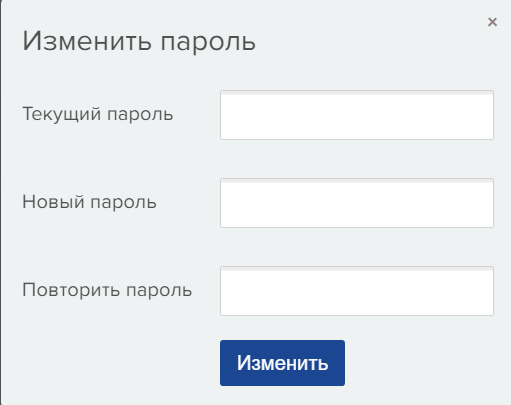 ×
Изменить пароль
Текущий пароль
Новый пароль
Повторить пароль
Изменить